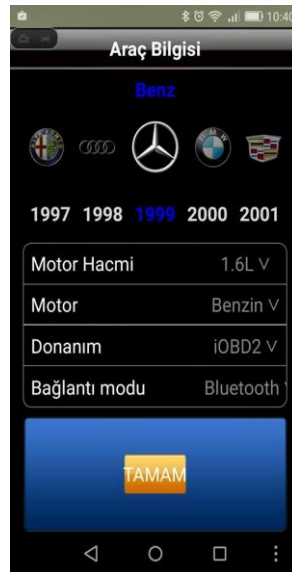 10:40
Araç Bilgisi
Benz
1997 1998 1999 2000 2001
Motor Hacmi 1.6L
Motor Benzin
Donanım iOBD2
Bağlantı modu Bluetooth
TAMAM